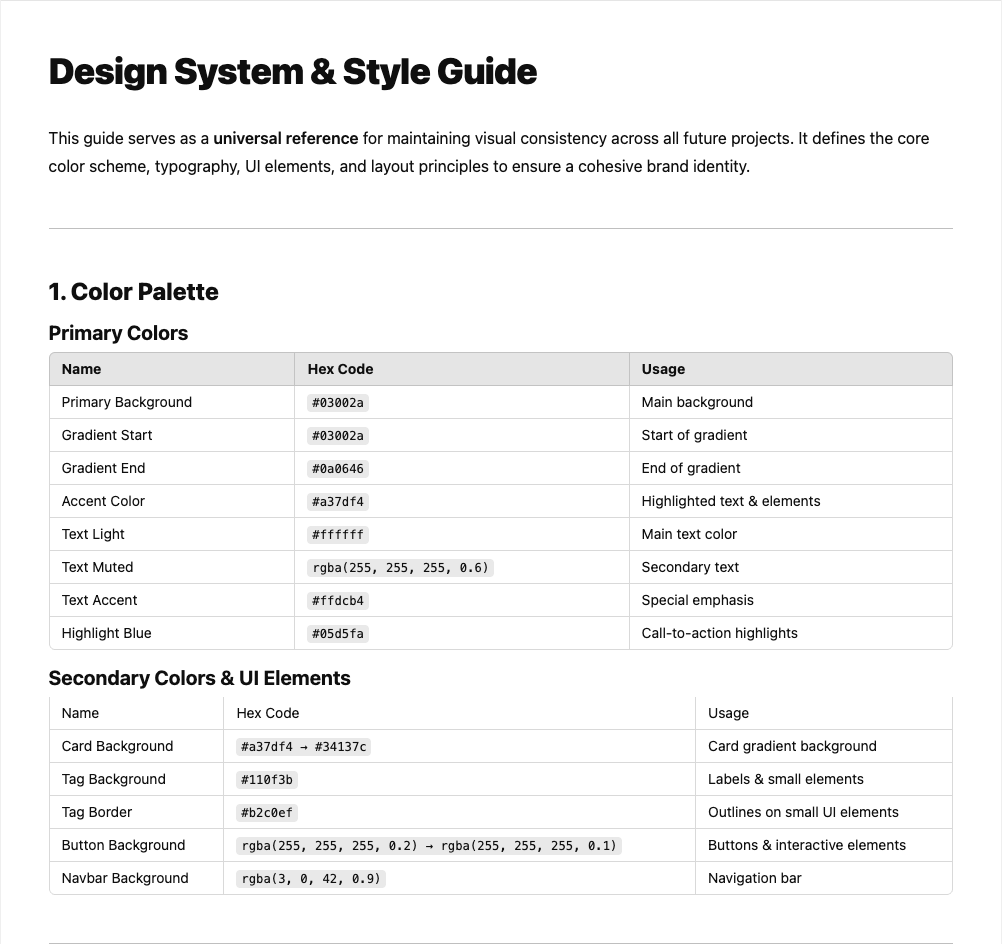 Design System & Style Guide
This guide serves as a universal reference for maintaining visual consistency across all future projects. It defines the core
color scheme, typography, UI elements, and layout principles to ensure a cohesive brand identity.
1. Color Palette
Primary Colors
Name Hex Code Usage
Primary Background #03002a Main background
Gradient Start #03002a Start of gradient
Gradient End #0a0646 End of gradient
Accent Color #a37df4 Highlighted text & elements
Text Light #ffffff Main text color
Text Muted rgba(255, 255, 255, 0.6) Secondary text
Text Accent #ffdcb4 Special emphasis
Highlight Blue #05d5fa Call-to-action highlights
Secondary Colors & UI Elements
Name Hex Code Usage
Card Background #a37df4 → #34137c Card gradient background
Tag Background #110f3b Labels & small elements
Tag Border #b2c0ef Outlines on small UI elements
Button Background rgba(255, 255, 255, 0.2) → rgba(255, 255, 255, 0.1) Buttons & interactive elements
Navbar Background rgba(3, 0, 42, 0.9) Navigation bar